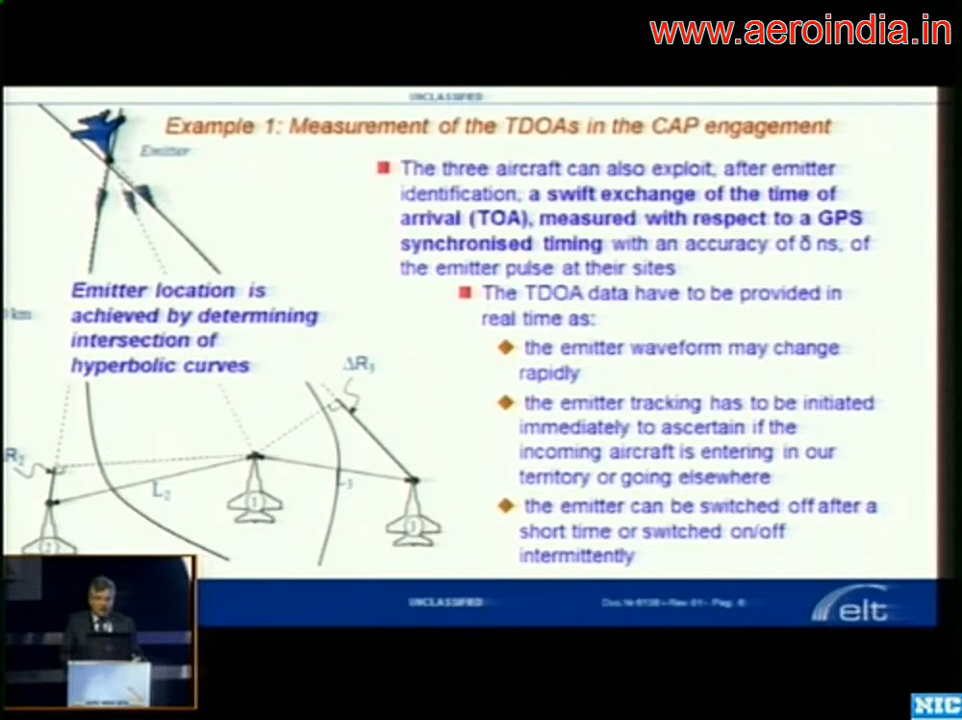 www.aeroindia.in
UNCLASSIFIED
Example 1: Measurement of the TDOAs in the CAP engagement
Emitter
The three aircraft can also exploit, after emitter
identification, a swift exchange of the time of
arrival (TOA), measured with respect to a GPS
synchronised timing with an accuracy of δ ns, of
the emitter pulse at their sites
The TDOA data have to be provided in
real time as:
the emitter waveform may change
rapidly
the emitter tracking has to be initiated
immediately to ascertain if the
incoming aircraft is entering in our
territory or going elsewhere
the emitter can be switched off after a
short time or switched on/off
intermittently
Emitter location is
achieved by determining
intersection of
hyperbolic curves
km
ΔR3
R2
L2
1
2
3
UNCLASSIFIED
elt
NIC